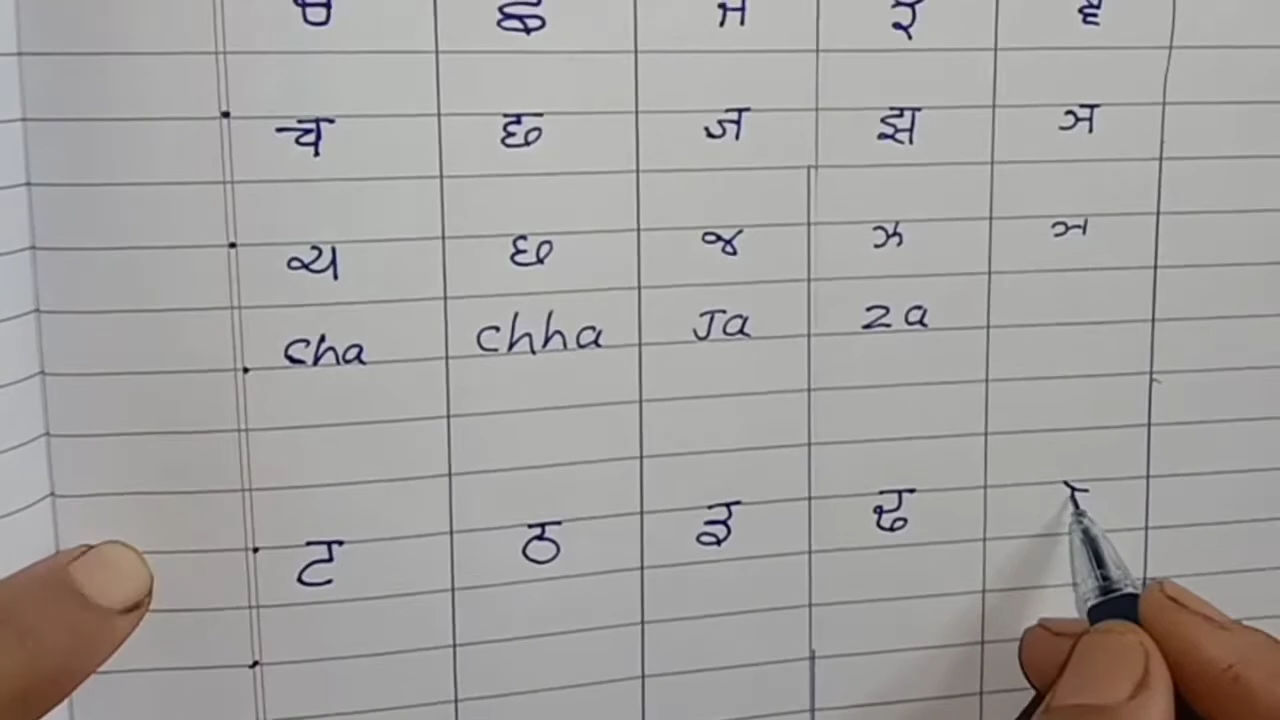 च छ ज झ ञ
ચ છ જ ઝ ઞ
cha chha Ja za
ट ठ ड ढ